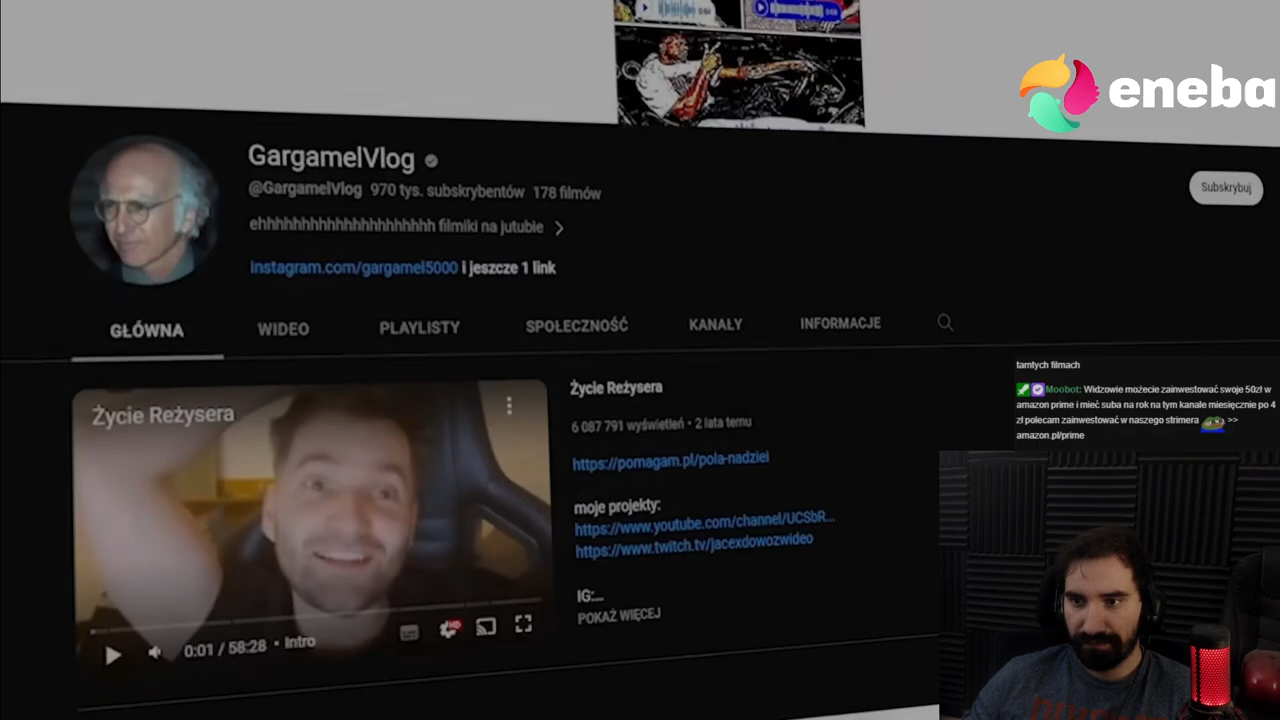 eneba
GargamelVlog
@GargamelVlog 970 tys. subskrybentów 178 filmów
Subskrybuj
ehhhhhhhhhhhhhhhhhhhhh filmiki na jutubie
instagram.com/gargamel5000 i jeszcze 1 link
GŁÓWNA WIDEO PLAYLISTY SPOŁECZNOŚĆ KANAŁY INFORMACJE
Życie Reżysera
0:01 / 58:28 • Intro
HD
Życie Reżysera
6 087 791 wyświetleń • 2 lata temu
https://pomagam.pl/pola-nadziei
moje projekty:
https://www.youtube.com/channel/UCSbR...
https://www.twitch.tv/jacexdowozwideo
IG:...
POKAŻ WIĘCEJ
tamtych filmach
Moobot: Widzowie możecie zainwestować swoje 50zł w
amazon prime i mieć suba na rok na tym kanale miesięcznie po 4
zł polecam zainwestować w naszego strimera >>
amazon.pl/prime